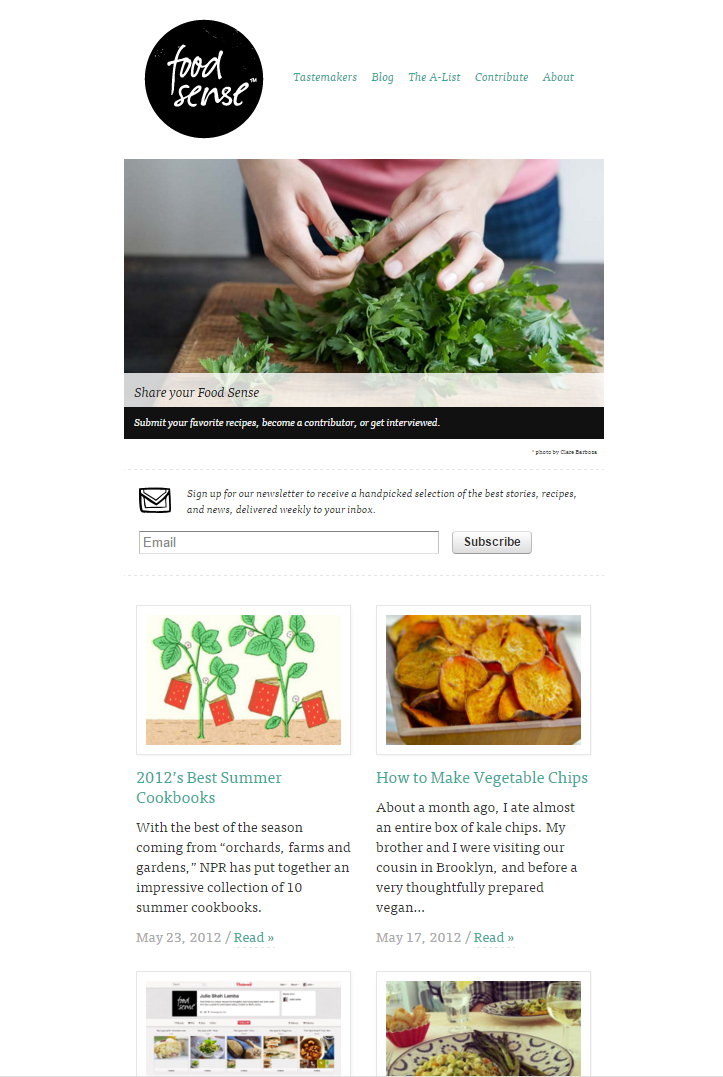 food
sense™
Tastemakers Blog The A-List Contribute About
Share your Food Sense
Submit your favorite recipes, become a contributor, or get interviewed.
* photo by Clare Barboza
Sign up for our newsletter to receive a handpicked selection of the best stories, recipes,
and news, delivered weekly to your inbox.
Email
Subscribe
2012's Best Summer
Cookbooks
With the best of the season
coming from “orchards, farms and
gardens,” NPR has put together an
impressive collection of 10
summer cookbooks.
May 23, 2012 / Read »
How to Make Vegetable Chips
About a month ago, I ate almost
an entire box of kale chips. My
brother and I were visiting our
cousin in Brooklyn, and before a
very thoughtfully prepared
vegan...
May 17, 2012 / Read »
Pinterest
food
sense
Julie Shah Lamba